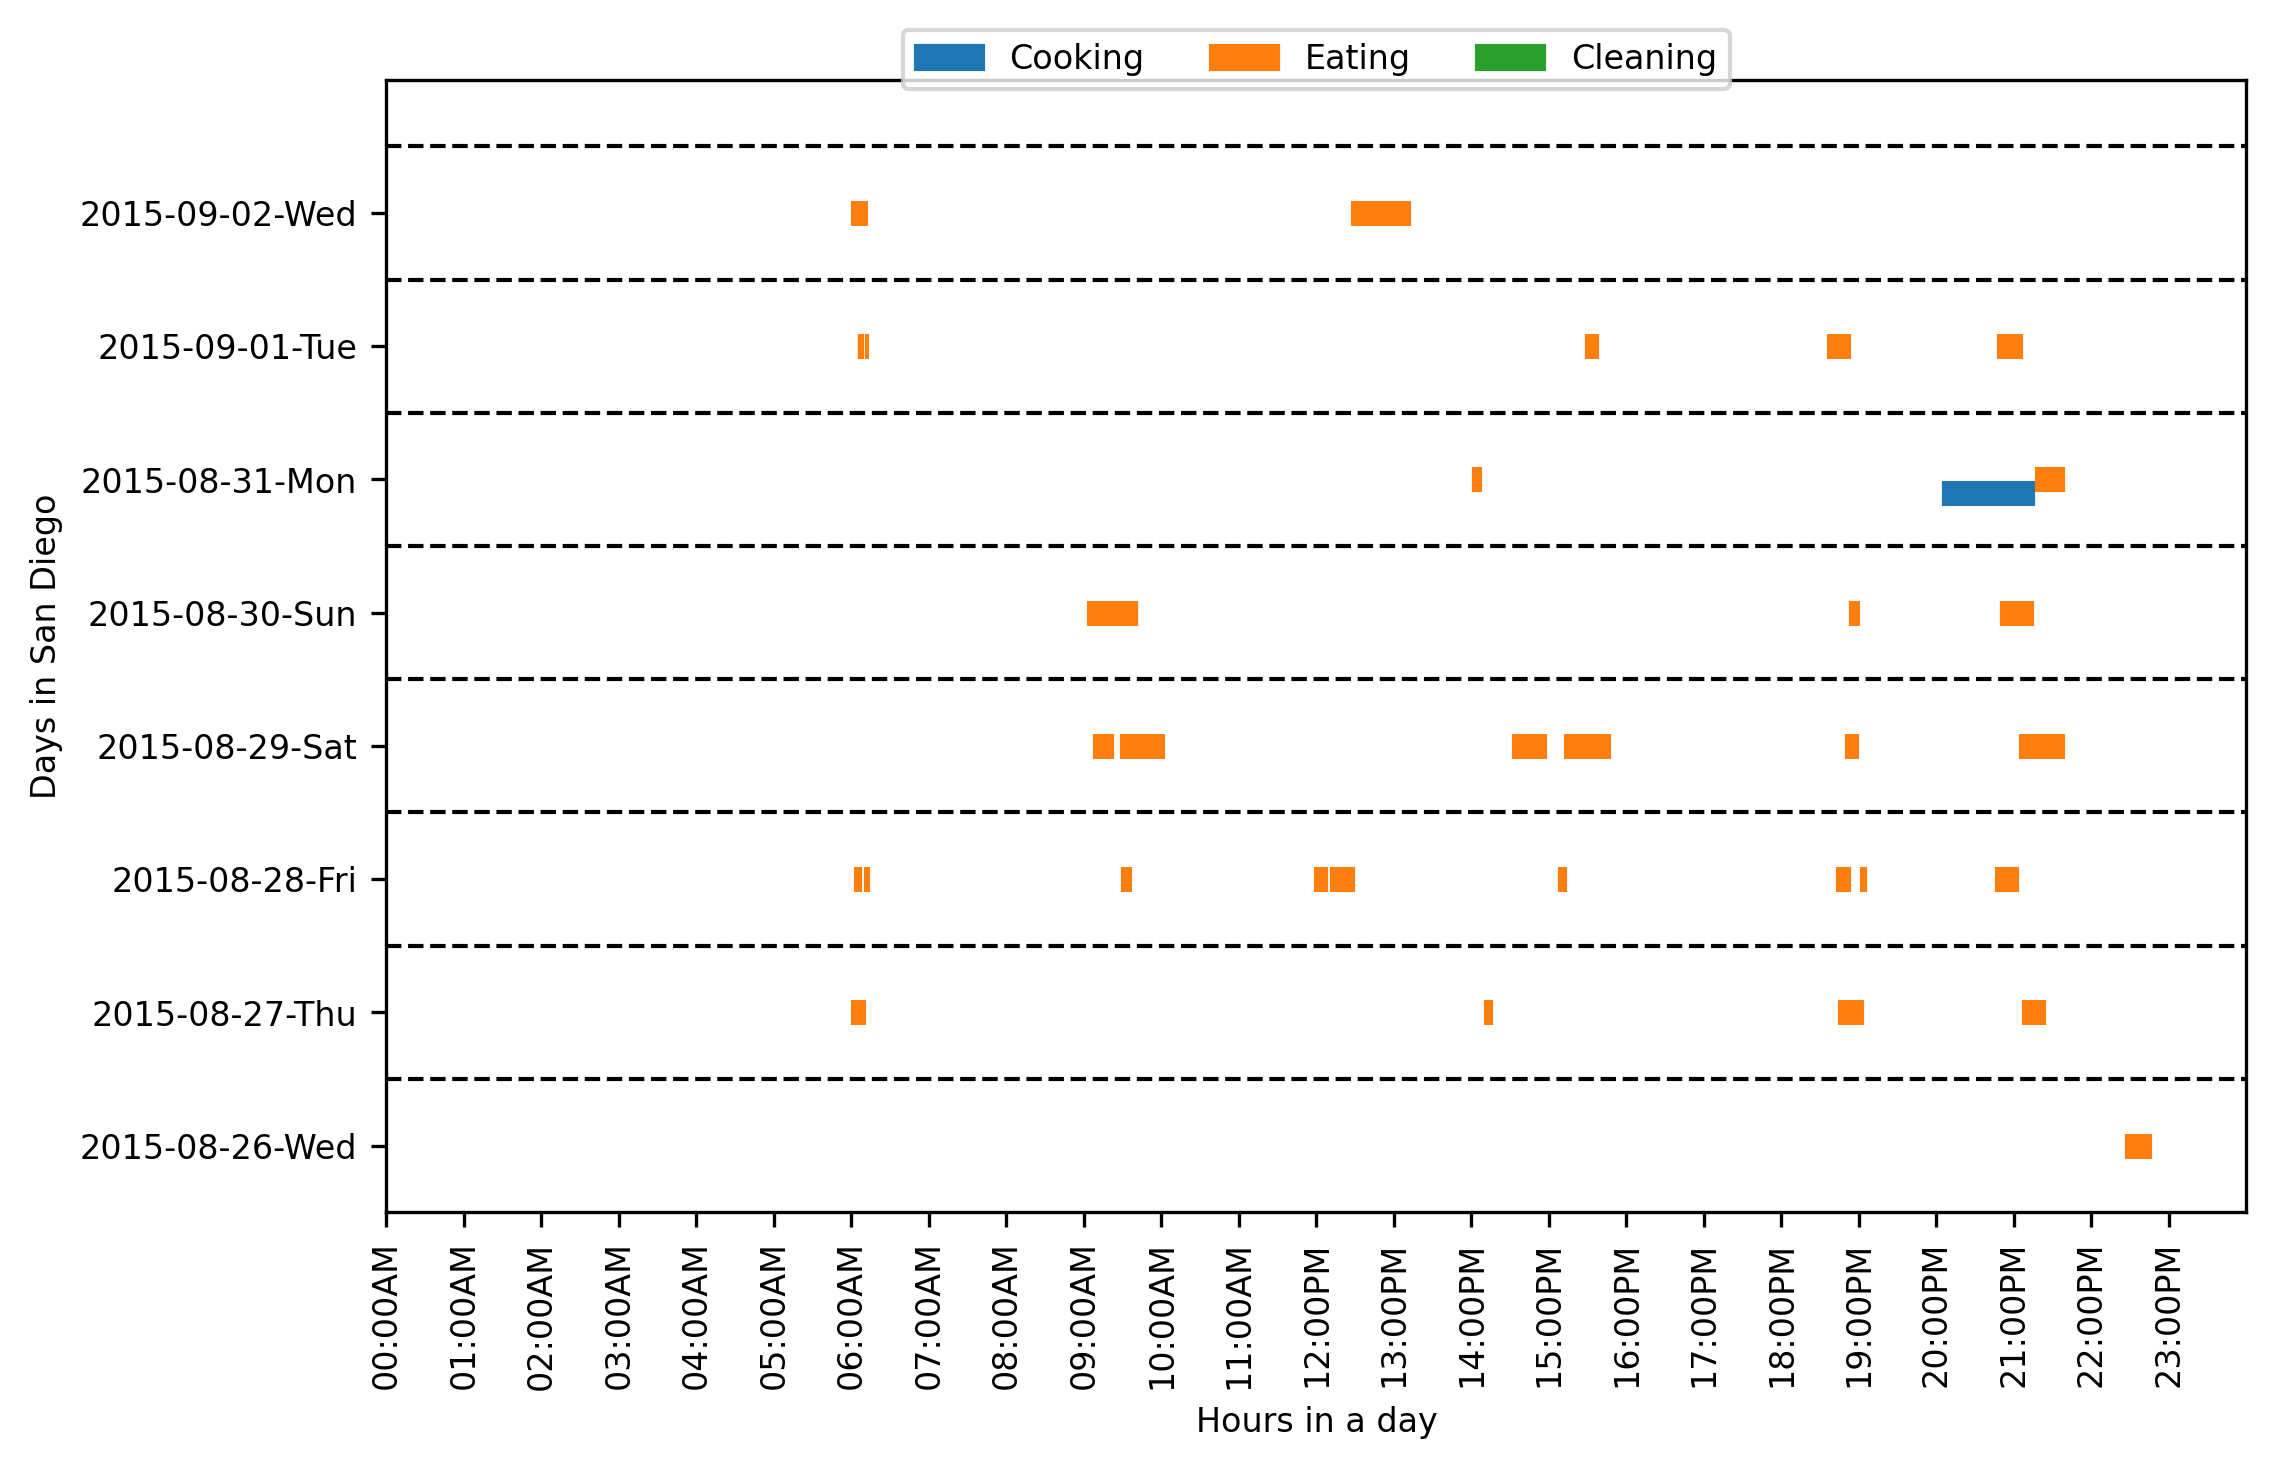 Cooking Eating Cleaning
2015-09-02-Wed
2015-09-01-Tue
2015-08-31-Mon
2015-08-30-Sun
2015-08-29-Sat
2015-08-28-Fri
2015-08-27-Thu
2015-08-26-Wed
Days in San Diego
00:00AM
01:00AM
02:00AM
03:00AM
04:00AM
05:00AM
06:00AM
07:00AM
08:00AM
09:00AM
10:00AM
11:00AM
12:00PM
13:00PM
14:00PM
15:00PM
16:00PM
17:00PM
18:00PM
19:00PM
20:00PM
21:00PM
22:00PM
23:00PM
Hours in a day